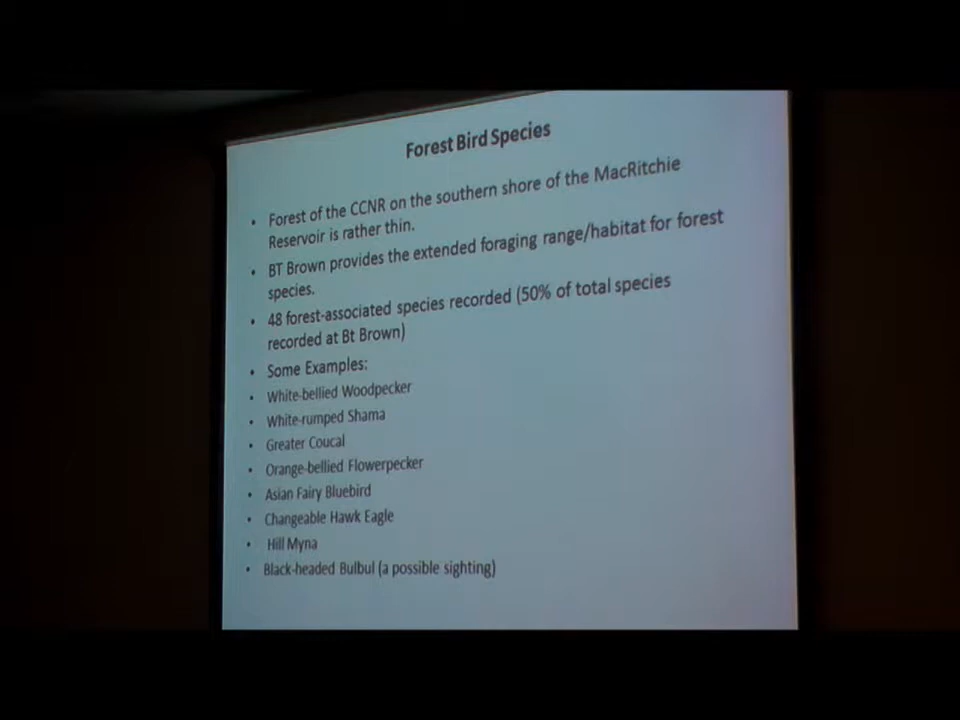 Forest Bird Species
• Forest of the CCNR on the southern shore of the MacRitchie
Reservoir is rather thin.
• BT Brown provides the extended foraging range/habitat for forest
species.
• 48 forest-associated species recorded (50% of total species
recorded at Bt Brown)
• Some Examples:
• White-bellied Woodpecker
• White-rumped Shama
• Greater Coucal
• Orange-bellied Flowerpecker
• Asian Fairy Bluebird
• Changeable Hawk Eagle
• Hill Myna
• Black-headed Bulbul (a possible sighting)